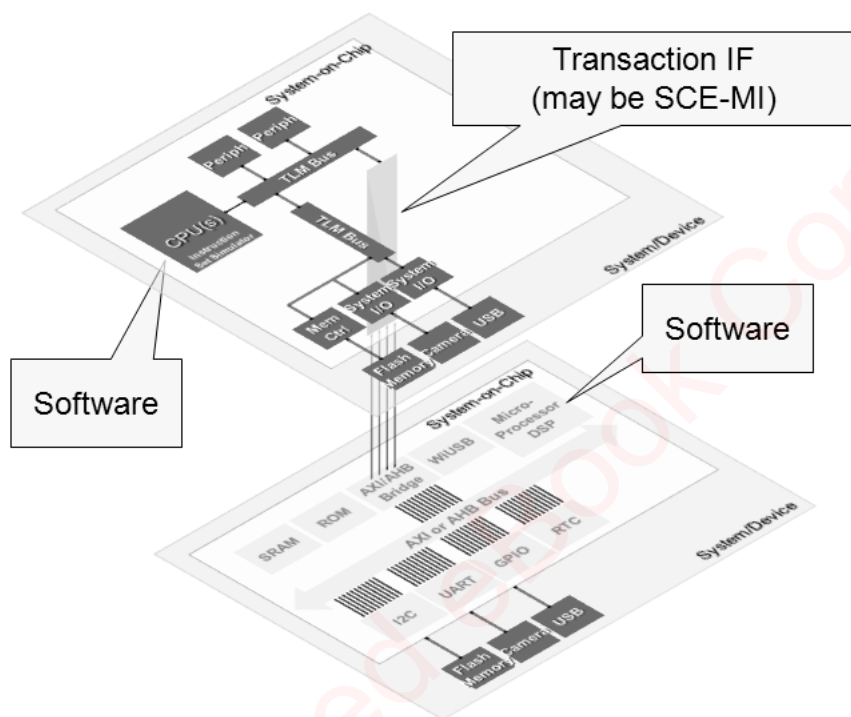 Transaction IF
(may be SCE-MI)
System-on-Chip
Periph
Periph
TLM Bus
CPU(s)
Instruction
Set Simulator
TLM Bus
System/Device
System
I/O
System
I/O
Mem
Ctrl
USB
Camera
Flash
Memory
Software
Software
System-on-Chip
Micro-
Processor
DSP
WiUSB
AXI/AHB
Bridge
ROM
SRAM
AXI or AHB Bus
RTC
GPIO
UART
I2C
System/Device
USB
Camera
Flash
Memory